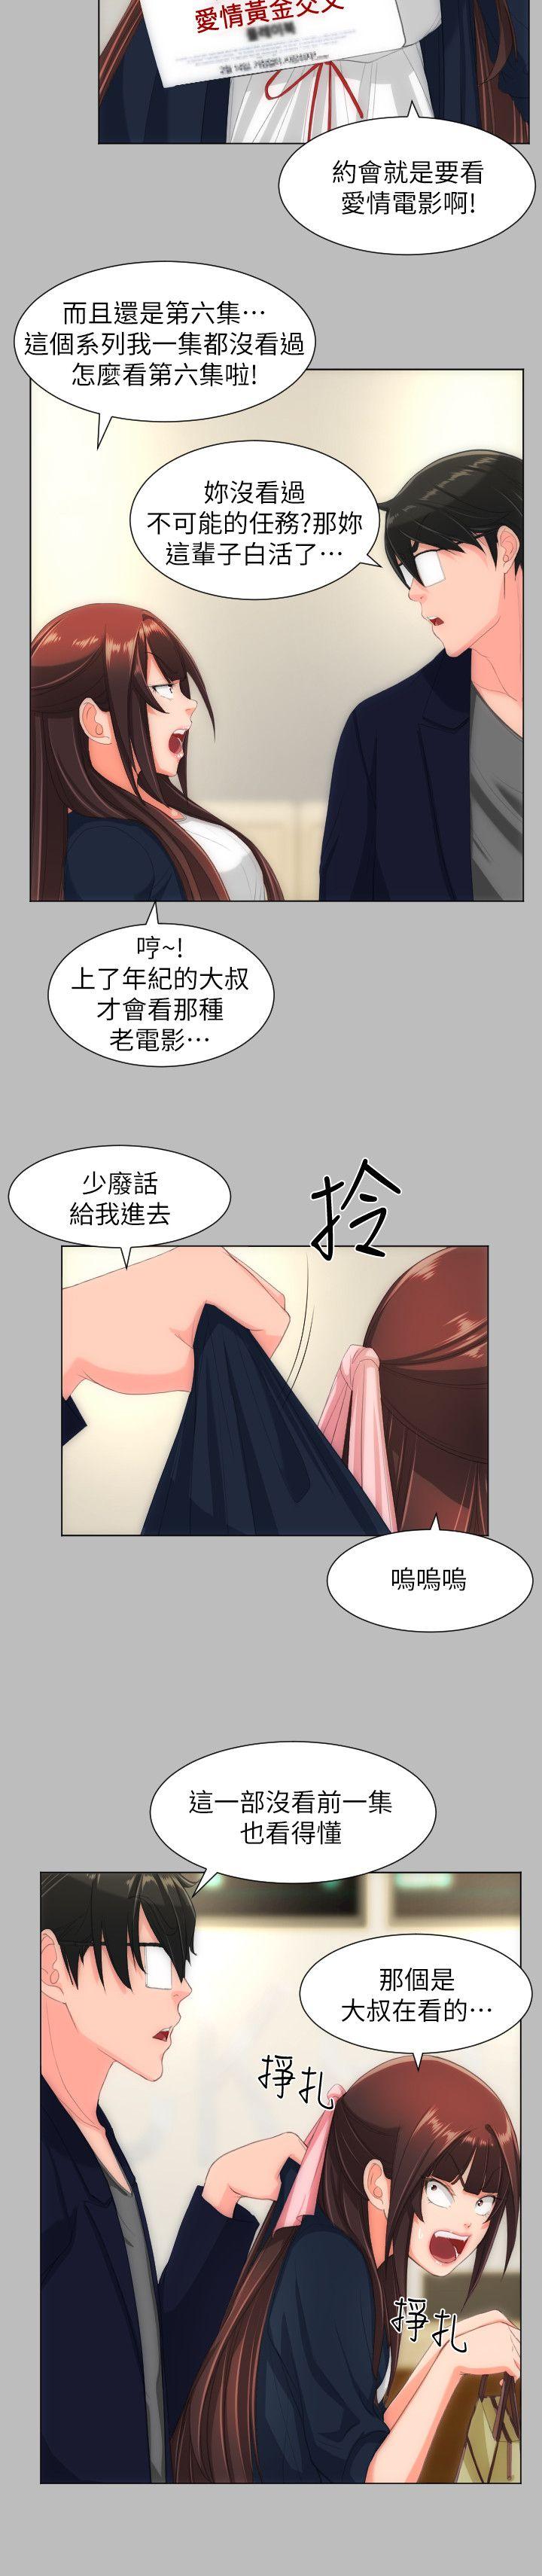 愛情黃金交叉
플레이북
約會就是要看
愛情電影啊!
而且還是第六集…
這個系列我一集都沒看過
怎麼看第六集啦!
妳沒看過
不可能的任務?那妳
這輩子白活了…
哼~!
上了年紀的大叔
才會看那種
老電影…
少廢話
給我進去
拎
嗚嗚嗚
這一部沒看前一集
也看得懂
那個是
大叔在看的…
掙扎
掙扎